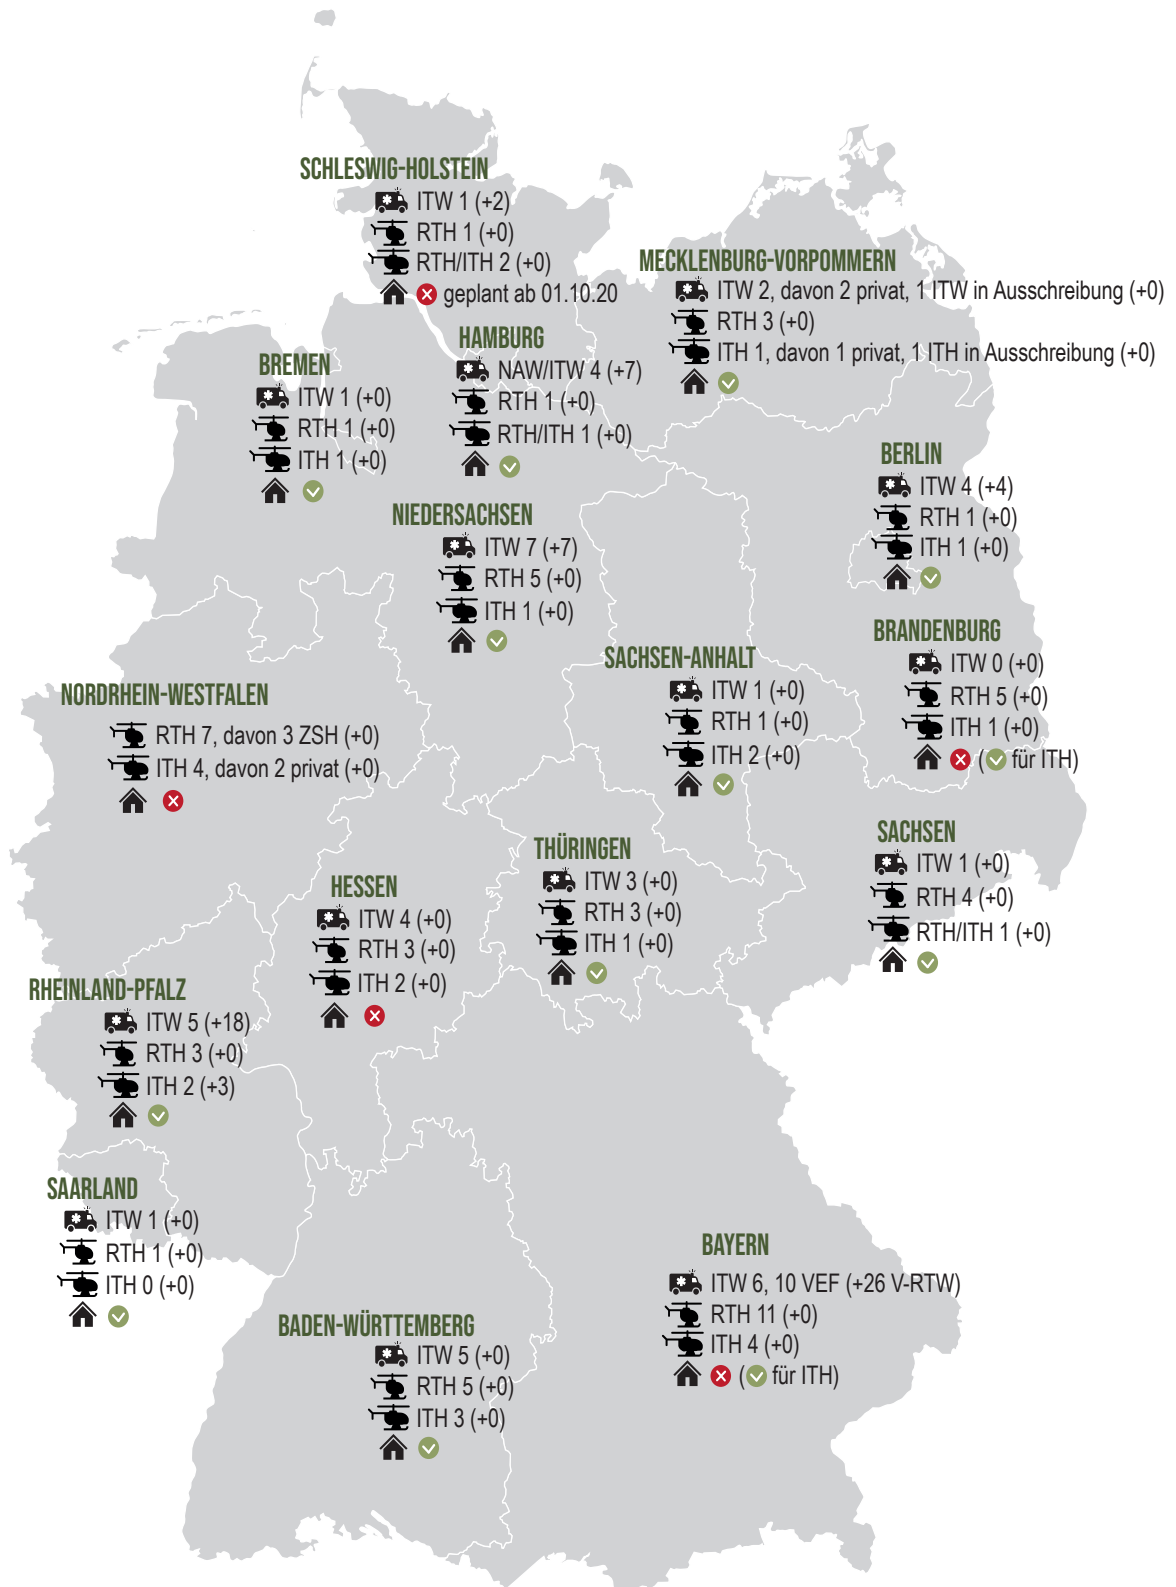 SCHLESWIG-HOLSTEIN
ITW 1 (+2)
RTH 1 (+0)
RTH/ITH 2 (+0)
geplant ab 01.10.20
MECKLENBURG-VORPOMMERN
ITW 2, davon 2 privat, 1 ITW in Ausschreibung (+0)
RTH 3 (+0)
ITH 1, davon 1 privat, 1 ITH in Ausschreibung (+0)
HAMBURG
NAW/ITW 4 (+7)
RTH 1 (+0)
RTH/ITH 1 (+0)
BREMEN
ITW 1 (+0)
RTH 1 (+0)
ITH 1 (+0)
BERLIN
ITW 4 (+4)
RTH 1 (+0)
ITH 1 (+0)
NIEDERSACHSEN
ITW 7 (+7)
RTH 5 (+0)
ITH 1 (+0)
BRANDENBURG
ITW 0 (+0)
RTH 5 (+0)
ITH 1 (+0)
( für ITH)
SACHSEN-ANHALT
ITW 1 (+0)
RTH 1 (+0)
ITH 2 (+0)
NORDRHEIN-WESTFALEN
RTH 7, davon 3 ZSH (+0)
ITH 4, davon 2 privat (+0)
SACHSEN
ITW 1 (+0)
RTH 4 (+0)
RTH/ITH 1 (+0)
THÜRINGEN
ITW 3 (+0)
RTH 3 (+0)
ITH 1 (+0)
HESSEN
ITW 4 (+0)
RTH 3 (+0)
ITH 2 (+0)
RHEINLAND-PFALZ
ITW 5 (+18)
RTH 3 (+0)
ITH 2 (+3)
SAARLAND
ITW 1 (+0)
RTH 1 (+0)
ITH 0 (+0)
BAYERN
ITW 6, 10 VEF (+26 V-RTW)
RTH 11 (+0)
ITH 4 (+0)
( für ITH)
BADEN-WÜRTTEMBERG
ITW 5 (+0)
RTH 5 (+0)
ITH 3 (+0)